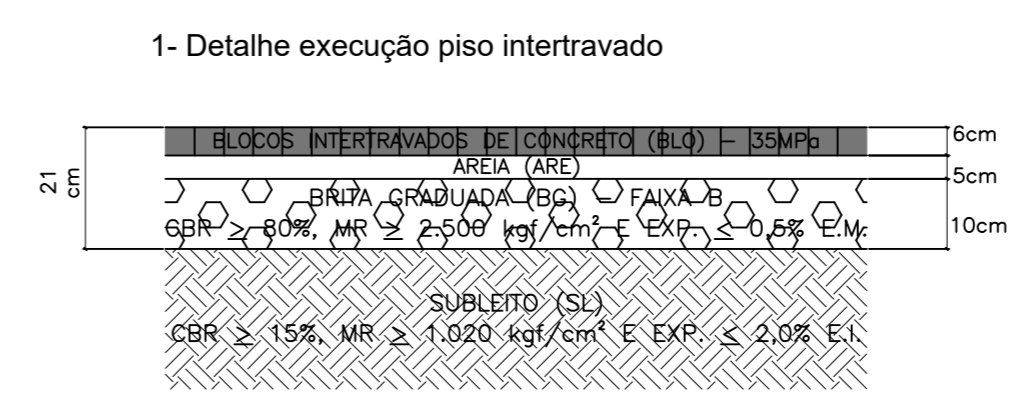 1- Detalhe execução piso intertravado
BLOCOS INTERTRAVADOS DE CONCRETO (BLO) – 35MPa
6cm
AREIA (ARE)
5cm
21 cm
BRITA GRADUADA (BG) – FAIXA B
CBR ≥ 80%, MR ≥ 2.500 kgf/cm² E EXP. ≤ 0,5% E.M.
10cm
SUBLEITO (SL)
CBR ≥ 15%, MR ≥ 1.020 kgf/cm² E EXP. ≤ 2,0% E.I.